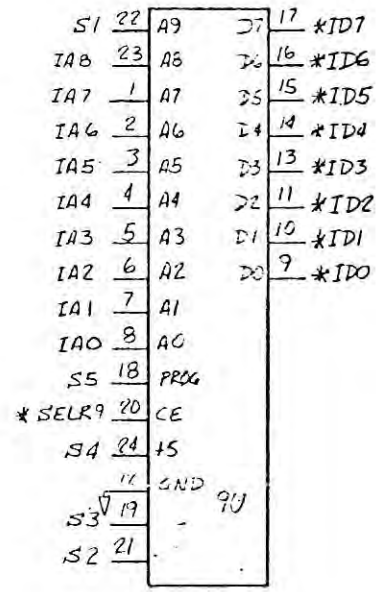 S1 22 A9 D7 17 *ID7
IA8 23 A8 D6 16 *ID6
IA7 1 A7 D5 15 *ID5
IA6 2 A6 D4 14 *ID4
IA5 3 A5 D3 13 *ID3
IA4 4 A4 D2 11 *ID2
IA3 5 A3 D1 10 *ID1
IA2 6 A2 D0 9 *ID0
IA1 7 A1
IA0 8 A0
S5 18 PROG
*SELR9 20 CE
S4 24 +5
GND
S3 19
S2 21